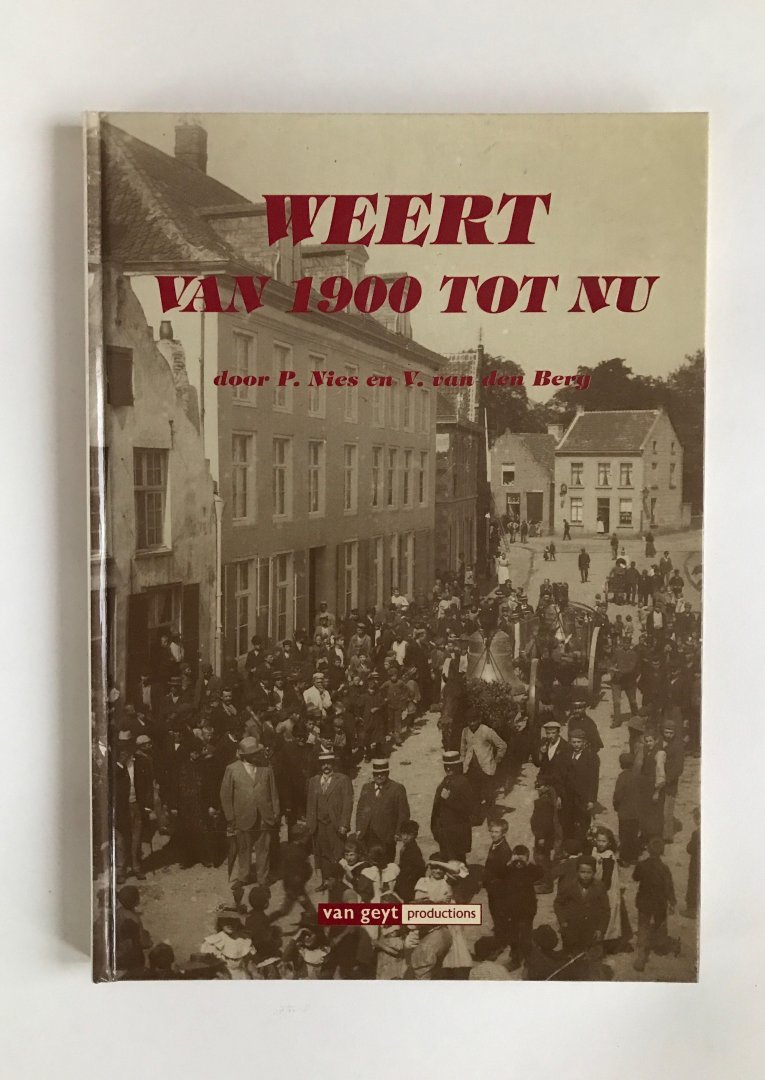 WEERT
VAN 1900 TOT NU
door P. Nies en V. van den Berg
van geyt productions